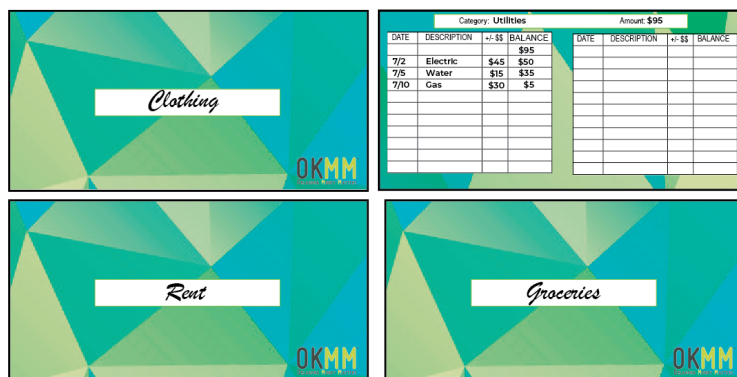 Clothing
OKMM
Category: Utilities Amount: $95
DATE DESCRIPTION +/- $$ BALANCE DATE DESCRIPTION +/- $$ BALANCE
$95
7/2 Electric $45 $50
7/5 Water $15 $35
7/10 Gas $30 $5
Rent
OKMM
Groceries
OKMM